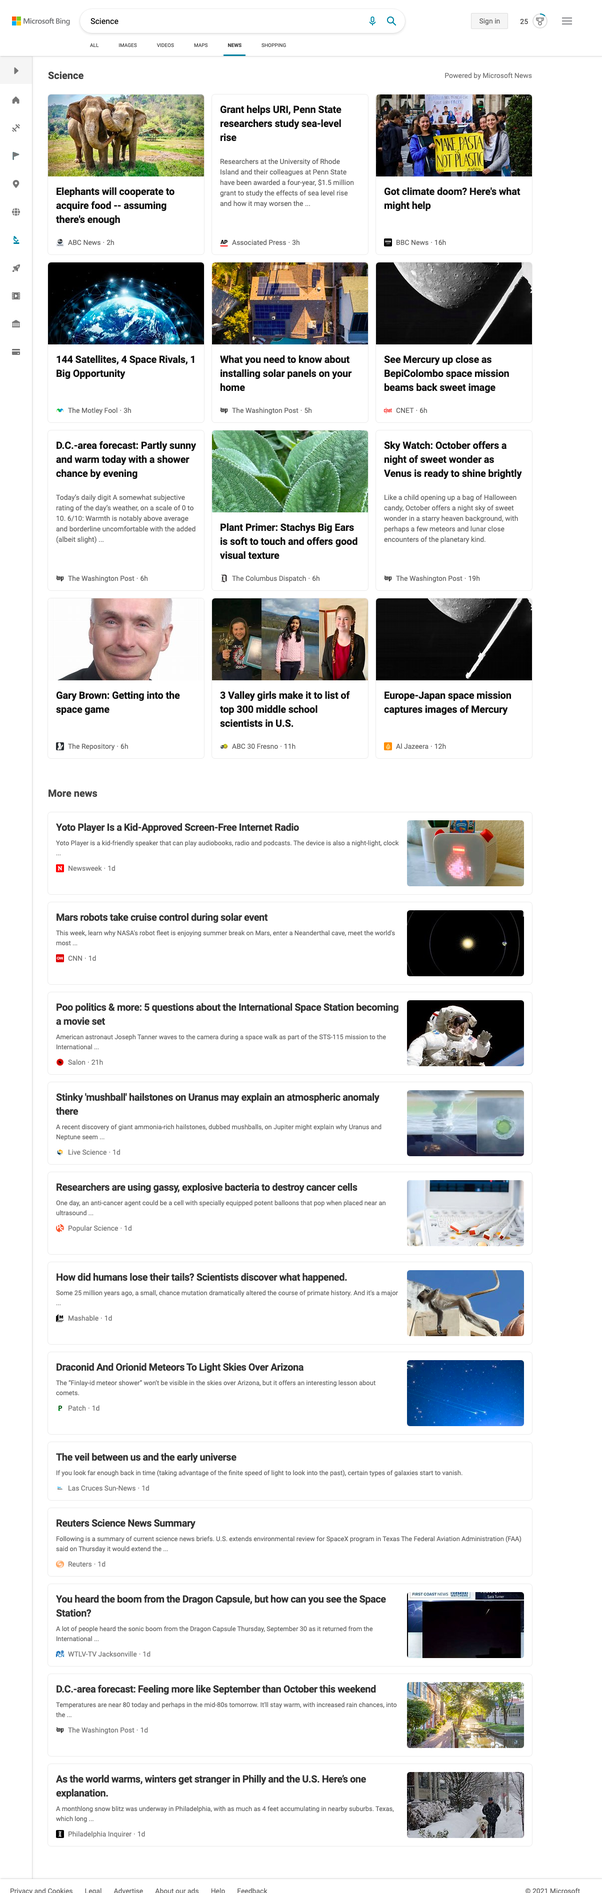 Microsoft Bing
Science
Sign in
25
ALL IMAGES VIDEOS MAPS NEWS SHOPPING
Science
Powered by Microsoft News
Elephants will cooperate to
acquire food -- assuming
there's enough
ABC News · 2h
Grant helps URI, Penn State
researchers study sea-level
rise
Researchers at the University of Rhode
Island and their colleagues at Penn State
have been awarded a four-year, $1.5 million
grant to study the effects of sea level rise
and how it may worsen the ...
AP Associated Press · 3h
MAKE PASTA
NOT PLASTIC
Got climate doom? Here's what
might help
BBC News · 16h
144 Satellites, 4 Space Rivals, 1
Big Opportunity
The Motley Fool · 3h
What you need to know about
installing solar panels on your
home
wp The Washington Post · 5h
See Mercury up close as
BepiColombo space mission
beams back sweet image
CNET · 6h
D.C.-area forecast: Partly sunny
and warm today with a shower
chance by evening
Today's daily digit A somewhat subjective
rating of the day's weather, on a scale of 0 to
10. 6/10: Warmth is notably above average
and borderline uncomfortable with the added
(albeit slight) ...
wp The Washington Post · 6h
Plant Primer: Stachys Big Ears
is soft to touch and offers good
visual texture
The Columbus Dispatch · 6h
Sky Watch: October offers a
night of sweet wonder as
Venus is ready to shine brightly
Like a child opening up a bag of Halloween
candy, October offers a night sky of sweet
wonder in a starry heaven background, with
perhaps a few meteors and lunar close
encounters of the planetary kind.
wp The Washington Post · 19h
Gary Brown: Getting into the
space game
The Repository · 6h
3 Valley girls make it to list of
top 300 middle school
scientists in U.S.
ABC 30 Fresno · 11h
Europe-Japan space mission
captures images of Mercury
Al Jazeera · 12h
More news
Yoto Player Is a Kid-Approved Screen-Free Internet Radio
Yoto Player is a kid-friendly speaker that can play audiobooks, radio and podcasts. The device is also a night-light, clock
...
N Newsweek · 1d
Mars robots take cruise control during solar event
This week, learn why NASA's robot fleet is enjoying summer break on Mars, enter a Neanderthal cave, meet the world's
most ...
CNN · 1d
Poo politics & more: 5 questions about the International Space Station becoming
a movie set
American astronaut Joseph Tanner waves to the camera during a space walk as part of the STS-115 mission to the
International ...
Salon · 21h
Stinky 'mushball' hailstones on Uranus may explain an atmospheric anomaly
there
A recent discovery of giant ammonia-rich hailstones, dubbed mushballs, on Jupiter might explain why Uranus and
Neptune seem ...
Live Science · 1d
Researchers are using gassy, explosive bacteria to destroy cancer cells
One day, an anti-cancer agent could be a cell with specially equipped potent balloons that pop when placed near an
ultrasound ...
Popular Science · 1d
How did humans lose their tails? Scientists discover what happened.
Some 25 million years ago, a small, chance mutation dramatically altered the course of primate history. And it's a major
...
Mashable · 1d
Draconid And Orionid Meteors To Light Skies Over Arizona
The "Finlay-id meteor shower" won't be visible in the skies over Arizona, but it offers an interesting lesson about
comets.
P Patch · 1d
The veil between us and the early universe
If you look far enough back in time (taking advantage of the finite speed of light to look into the past), certain types of galaxies start to vanish.
Las Cruces Sun-News · 1d
Reuters Science News Summary
Following is a summary of current science news briefs. U.S. extends environmental review for SpaceX program in Texas The Federal Aviation Administration (FAA)
said on Thursday it would extend the ...
Reuters · 1d
You heard the boom from the Dragon Capsule, but how can you see the Space
Station?
A lot of people heard the sonic boom from the Dragon Capsule Thursday, September 30 as it returned from the
International ...
WTLV-TV Jacksonville · 1d
FIRST COAST NEWS
D.C.-area forecast: Feeling more like September than October this weekend
Temperatures are near 80 today and perhaps in the mid-80s tomorrow. It'll stay warm, with increased rain chances, into
the ...
wp The Washington Post · 1d
As the world warms, winters get stranger in Philly and the U.S. Here's one
explanation.
A monthlong snow blitz was underway in Philadelphia, with as much as 4 feet accumulating in nearby suburbs. Texas,
which long ...
Philadelphia Inquirer · 1d
Privacy and Cookies Legal Advertise About our ads Help Feedback
© 2021 Microsoft